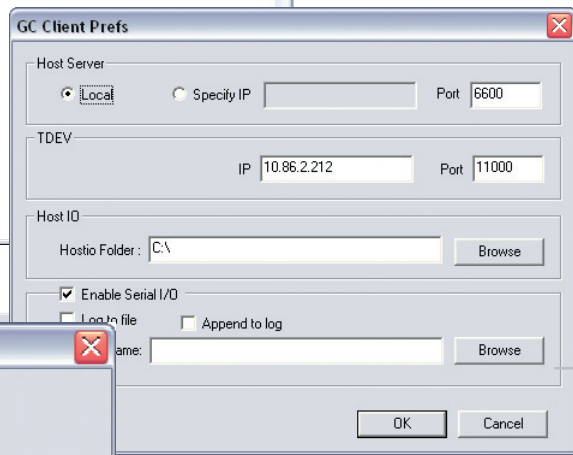 GC Client Prefs
Host Server
Local Specify IP Port 6600
TDEV
IP 10.86.2.212 Port 11000
Host IO
Hostio Folder : C:\ Browse
Enable Serial I/O
Log to file Append to log
ame: Browse
OK Cancel